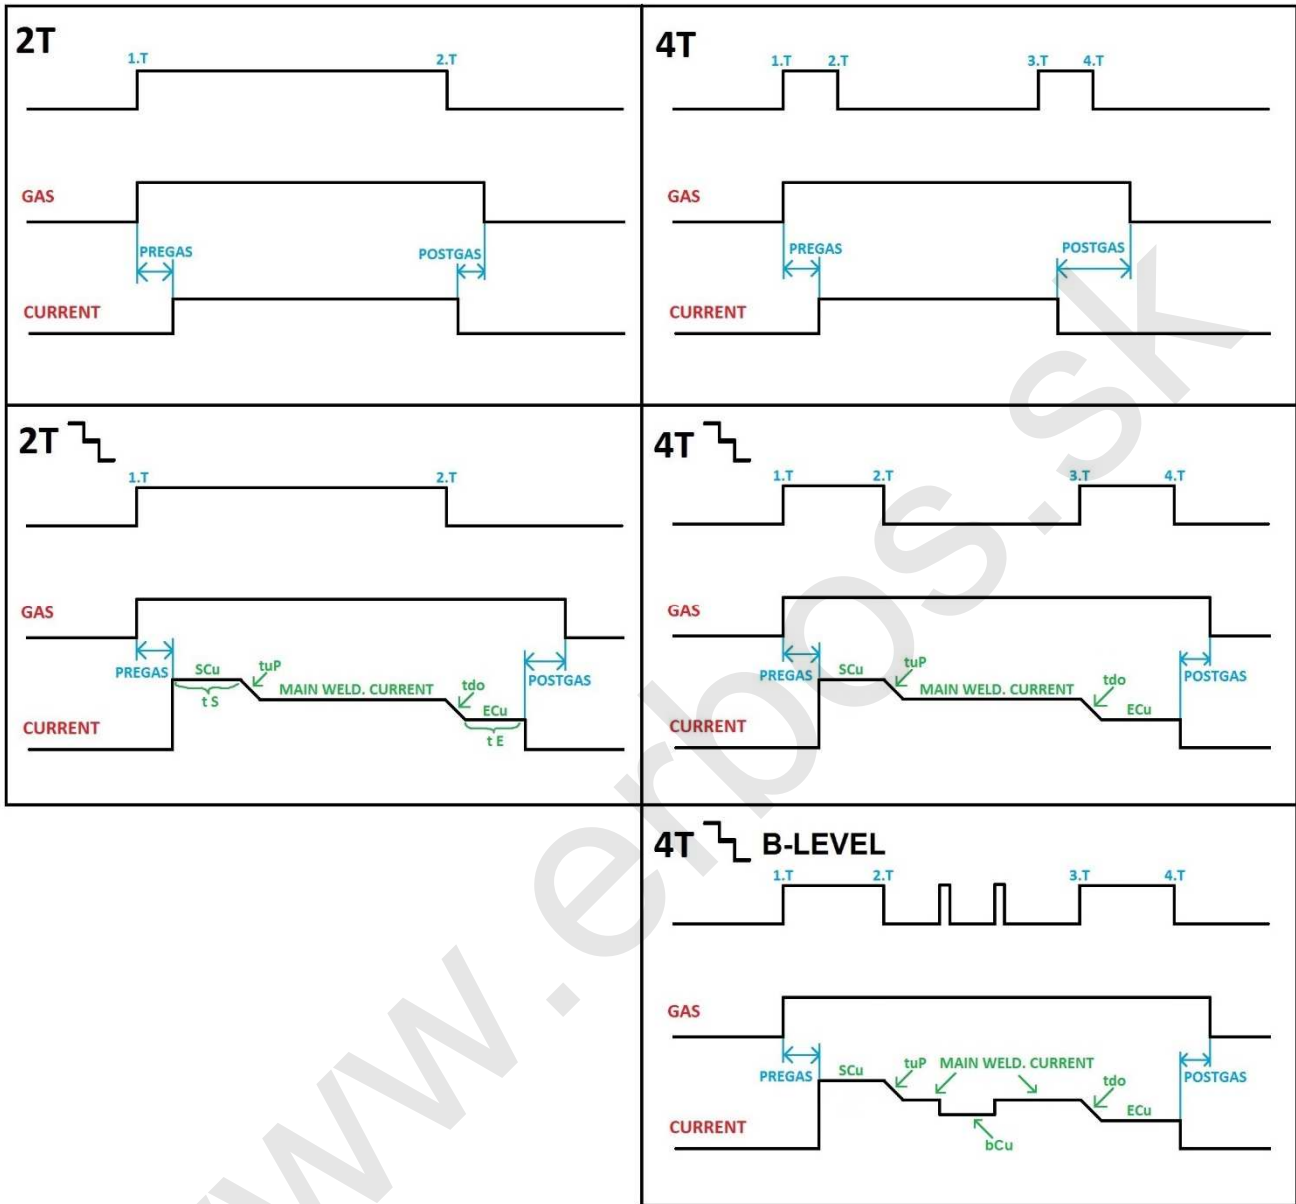 2T
1.T 2.T
GAS
PREGAS POSTGAS
CURRENT
4T
1.T 2.T 3.T 4.T
GAS
PREGAS POSTGAS
CURRENT
2T
1.T 2.T
GAS
PREGAS SCu tuP MAIN WELD. CURRENT tdo ECu POSTGAS
t S t E
CURRENT
4T
1.T 2.T 3.T 4.T
GAS
PREGAS SCu tuP MAIN WELD. CURRENT tdo ECu POSTGAS
CURRENT
4T B-LEVEL
1.T 2.T 3.T 4.T
GAS
PREGAS SCu tuP MAIN WELD. CURRENT tdo ECu POSTGAS
CURRENT
bCu
www.erbos.sk